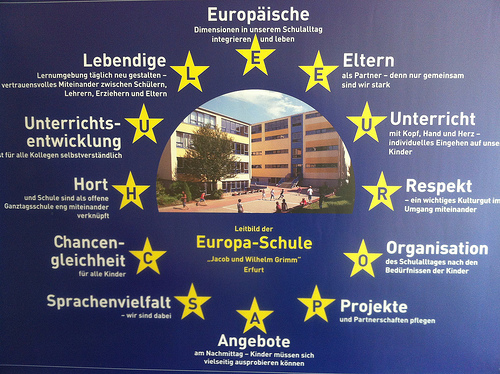 Europäische
Dimensionen in unserem Schulalltag
integrieren und leben
E
Eltern
als Partner – denn nur gemeinsam
sind wir stark
E
Unterricht
mit Kopf, Hand und Herz –
individuelles Eingehen auf unse
Kinder
U
Respekt
– ein wichtiges Kulturgut im
Umgang miteinander
R
Organisation
des Schulalltages nach den
Bedürfnissen der Kinder
O
Projekte
und Partnerschaften pflegen
P
Angebote
am Nachmittag – Kinder müssen sich
vielseitig ausprobieren können
A
Sprachenvielfalt
– wir sind dabei
S
Chancen-
gleichheit
für alle Kinder
C
Hort
und Schule sind als offene
Ganztagsschule eng miteinander
verknüpft
H
Unterrichts-
entwicklung
t für alle Kollegen selbstverständlich
U
Lebendige
Lernumgebung täglich neu gestalten –
vertrauensvolles Miteinander zwischen Schülern,
Lehrern, Erziehern und Eltern
L
Leitbild der
Europa-Schule
„Jacob und Wilhelm Grimm“
Erfurt